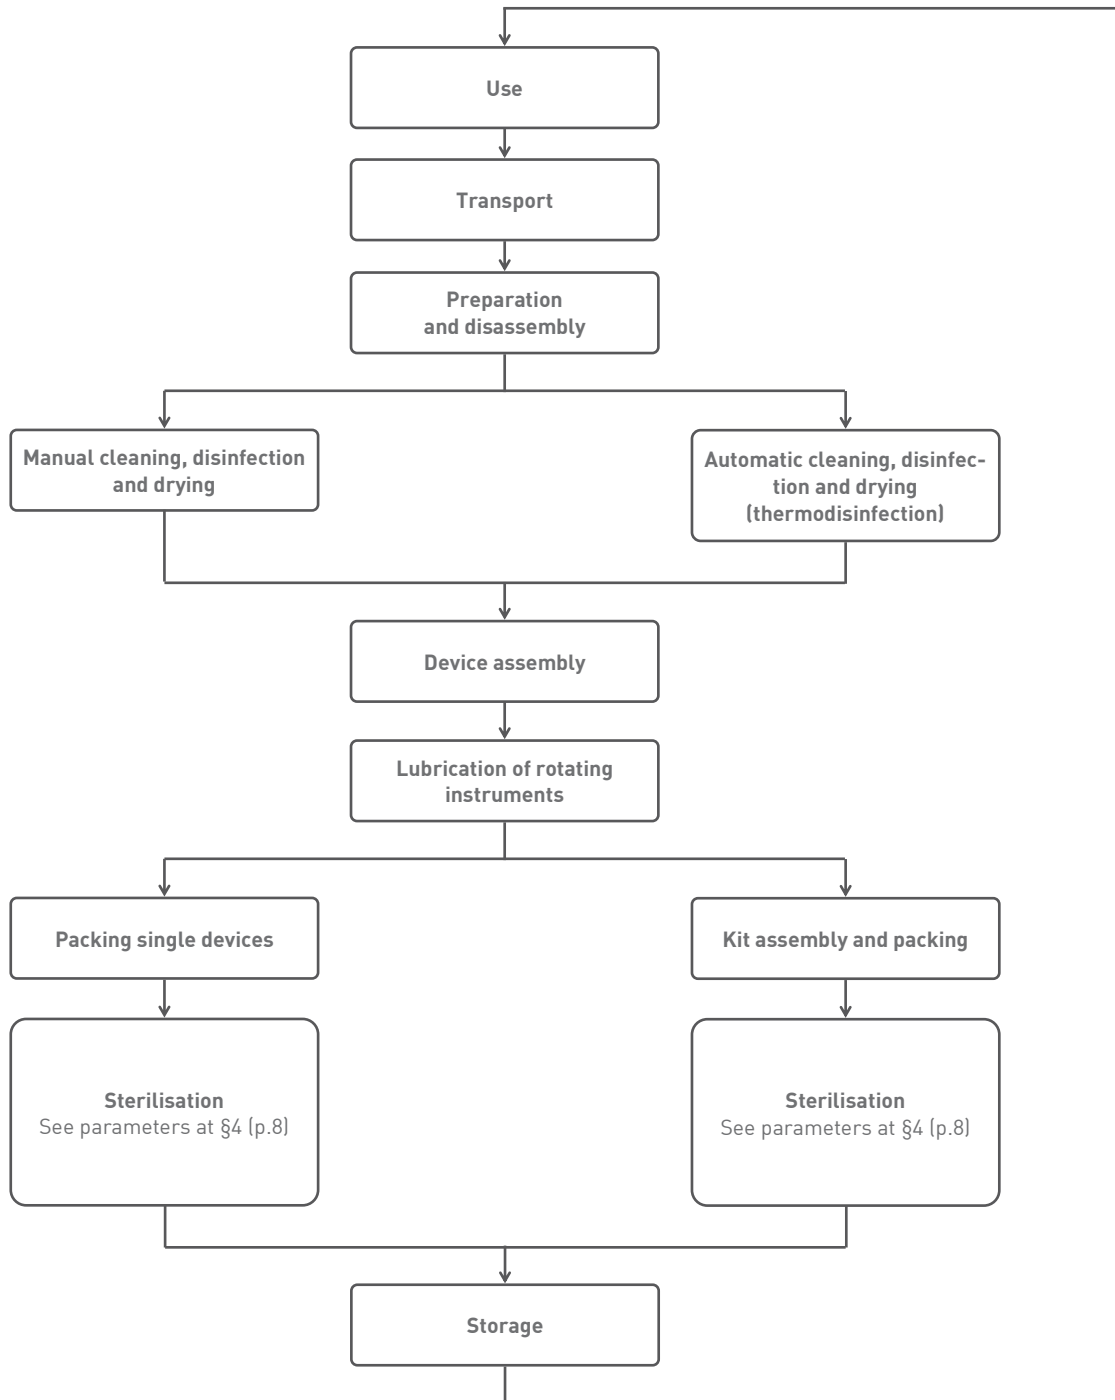 Use
Transport
Preparation
and disassembly
Manual cleaning, disinfection
and drying
Automatic cleaning, disinfec-
tion and drying
(thermodisinfection)
Device assembly
Lubrication of rotating
instruments
Packing single devices
Kit assembly and packing
Sterilisation
See parameters at §4 (p.8)
Sterilisation
See parameters at §4 (p.8)
Storage